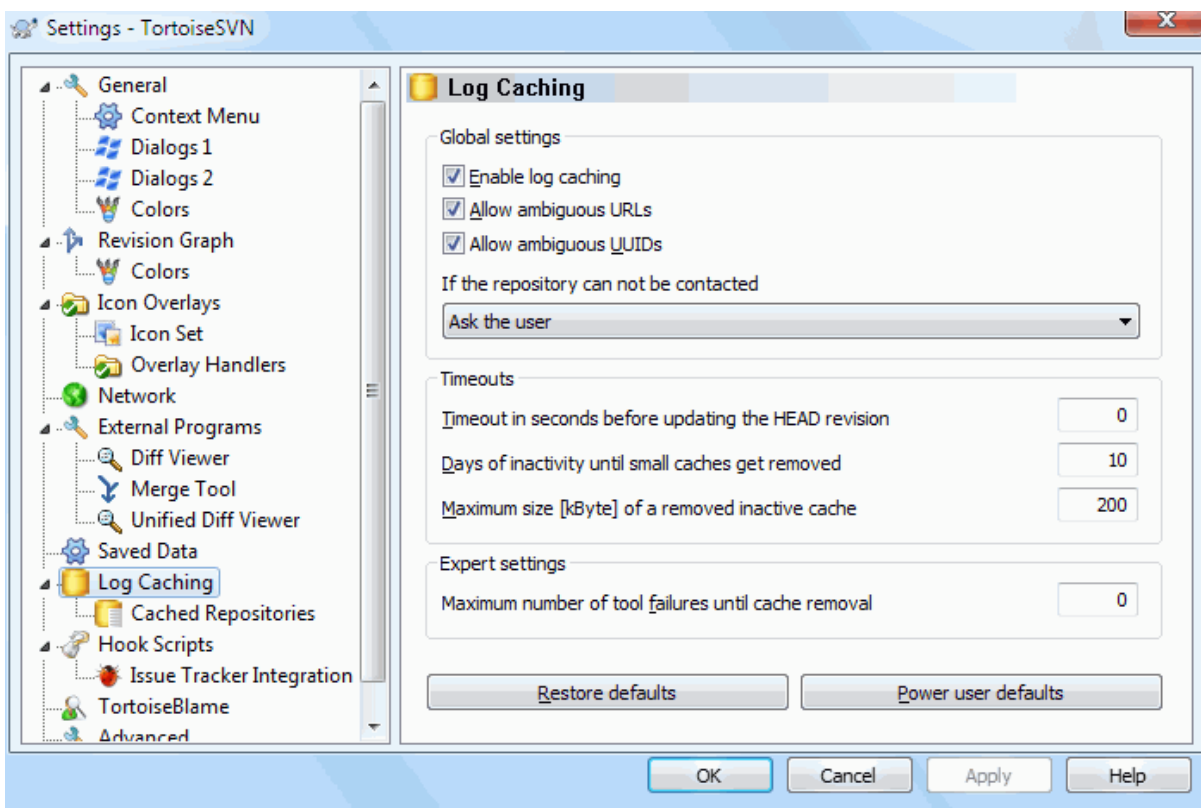 Settings - TortoiseSVN
General
Context Menu
Dialogs 1
Dialogs 2
Colors
Revision Graph
Colors
Icon Overlays
Icon Set
Overlay Handlers
Network
External Programs
Diff Viewer
Merge Tool
Unified Diff Viewer
Saved Data
Log Caching
Cached Repositories
Hook Scripts
Issue Tracker Integration
TortoiseBlame
Advanced
Log Caching
Global settings
Enable log caching
Allow ambiguous URLs
Allow ambiguous UUIDs
If the repository can not be contacted
Ask the user
Timeouts
Timeout in seconds before updating the HEAD revision 0
Days of inactivity until small caches get removed 10
Maximum size [kByte] of a removed inactive cache 200
Expert settings
Maximum number of tool failures until cache removal 0
Restore defaults Power user defaults
OK Cancel Apply Help